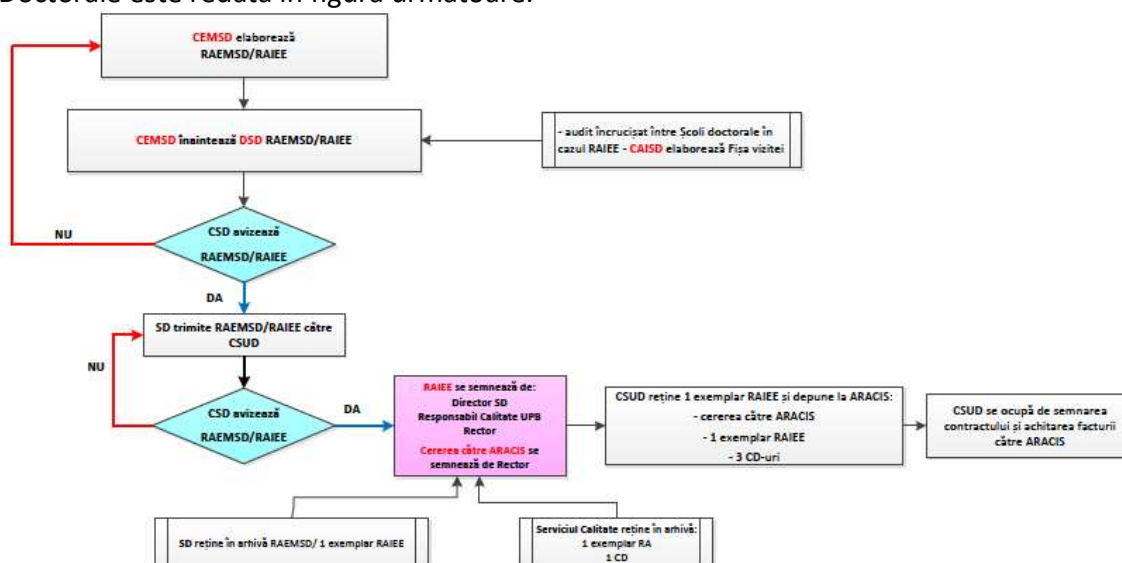 Doctorale este redată în figura următoare:
CEMSD elaborează
RAEMSD/RAIEE
CEMSD înaintează DSD RAEMSD/RAIEE
- audit încrucișat între Școli doctorale în
cazul RAIEE - CAISD elaborează Fișa vizitei
CSD avizează
RAEMSD/RAIEE
NU
DA
SD trimite RAEMSD/RAIEE către
CSUD
NU
CSD avizează
RAEMSD/RAIEE
DA
RAIEE se semnează de:
Director SD
Responsabil Calitate UPB
Rector
Cererea către ARACIS se
semnează de Rector
CSUD reține 1 exemplar RAIEE și depune la ARACIS:
- cererea către ARACIS
- 1 exemplar RAIEE
- 3 CD-uri
CSUD se ocupă de semnarea
contractului și achitarea facturii
către ARACIS
SD reține în arhivă RAEMSD/ 1 exemplar RAIEE
Serviciul Calitate reține în arhivă:
1 exemplar RA
1 CD